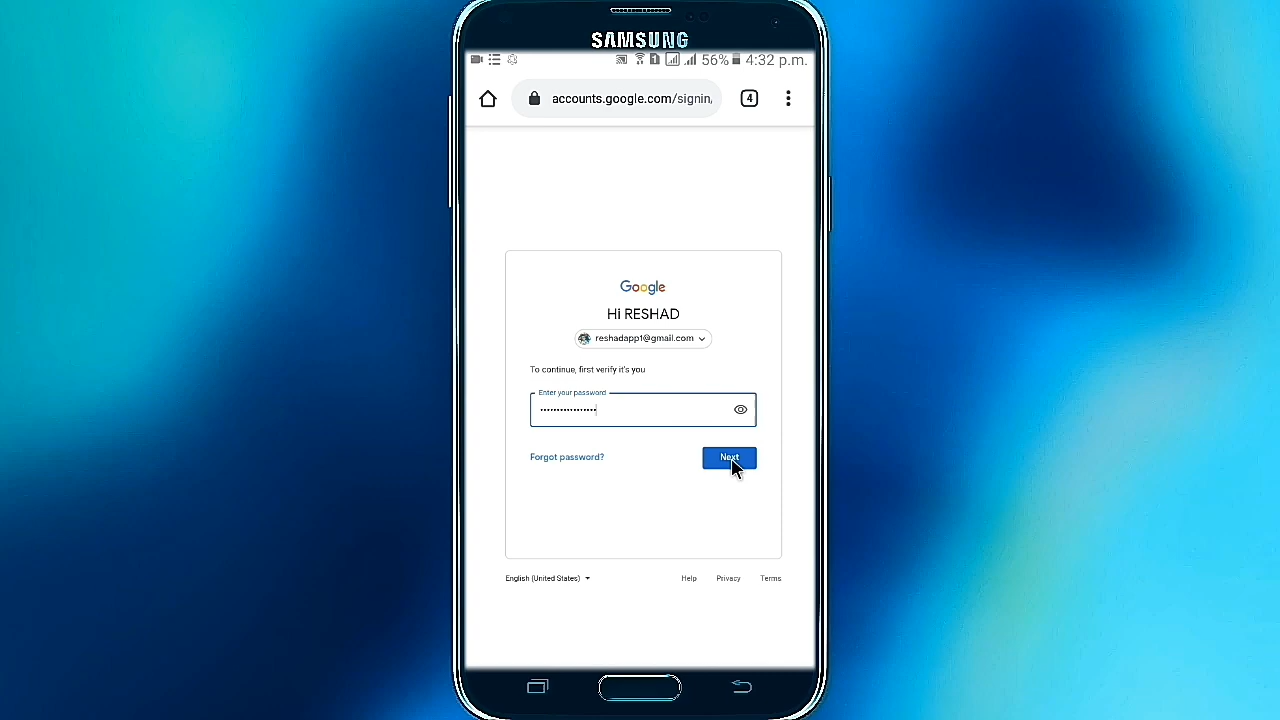 SAMSUNG
1 56% 4:32 p.m.
accounts.google.com/signin,
4
Google
Hi RESHAD
reshadapp1@gmail.com
To continue, first verify it's you
Enter your password
••••••••••••••••
Forgot password?
Next
English (United States)
Help
Privacy
Terms